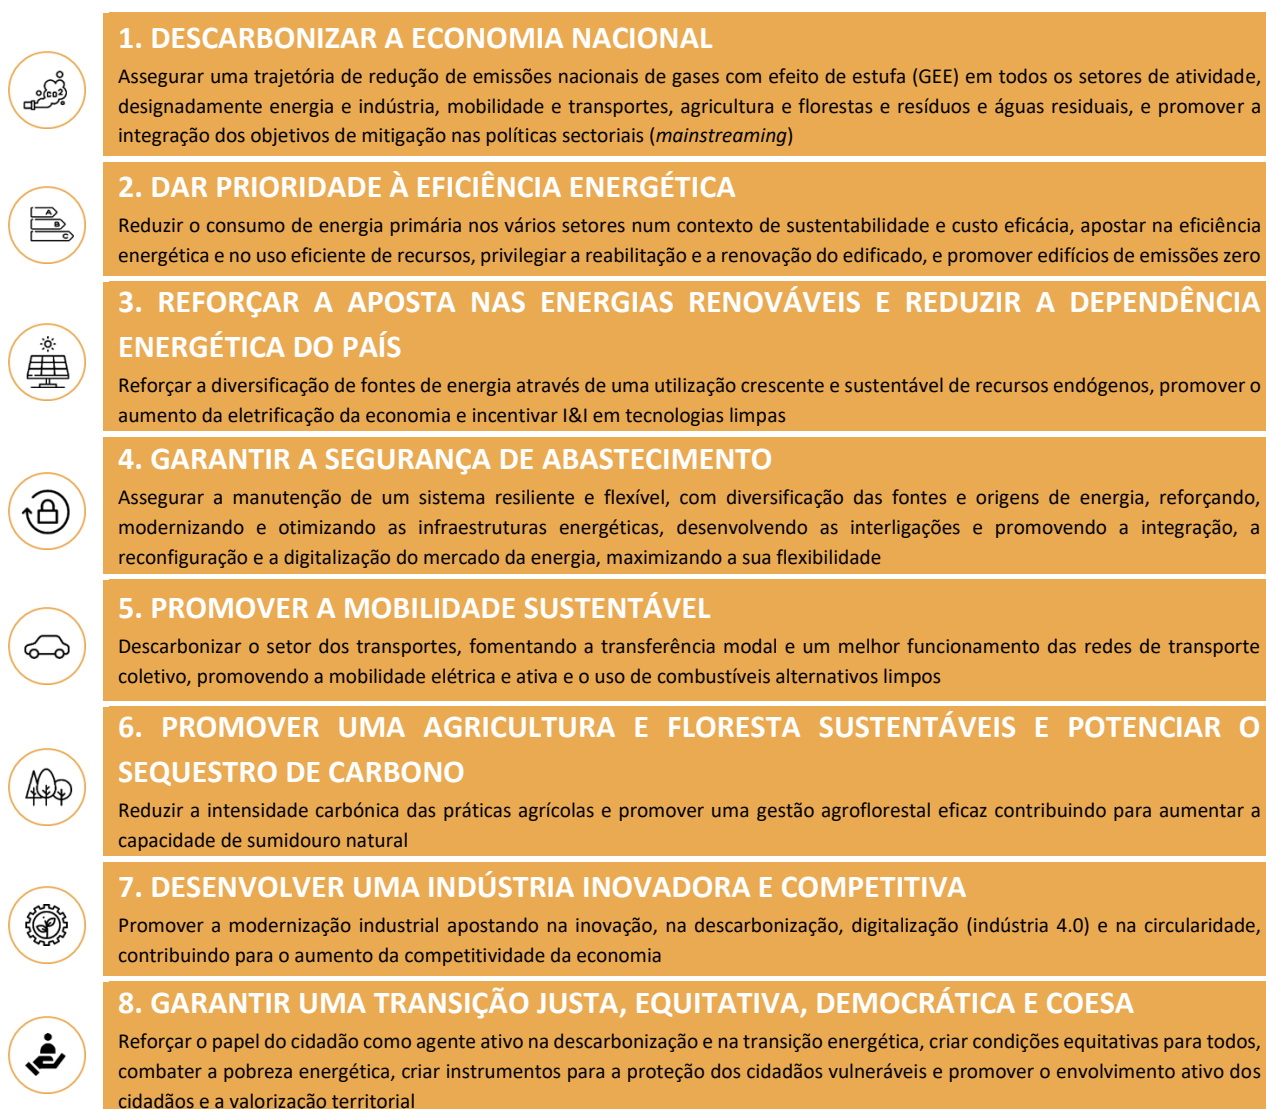 1. DESCARBONIZAR A ECONOMIA NACIONAL
Assegurar uma trajetória de redução de emissões nacionais de gases com efeito de estufa (GEE) em todos os setores de atividade,
designadamente energia e indústria, mobilidade e transportes, agricultura e florestas e resíduos e águas residuais, e promover a
integração dos objetivos de mitigação nas políticas sectoriais (mainstreaming)
CO2
2. DAR PRIORIDADE À EFICIÊNCIA ENERGÉTICA
A
B
C
Reduzir o consumo de energia primária nos vários setores num contexto de sustentabilidade e custo eficácia, apostar na eficiência
energética e no uso eficiente de recursos, privilegiar a reabilitação e a renovação do edificado, e promover edifícios de emissões zero
3. REFORÇAR A APOSTA NAS ENERGIAS RENOVÁVEIS E REDUZIR A DEPENDÊNCIA
ENERGÉTICA DO PAÍS
Reforçar a diversificação de fontes de energia através de uma utilização crescente e sustentável de recursos endógenos, promover o
aumento da eletrificação da economia e incentivar I&I em tecnologias limpas
4. GARANTIR A SEGURANÇA DE ABASTECIMENTO
Assegurar a manutenção de um sistema resiliente e flexível, com diversificação das fontes e origens de energia, reforçando,
modernizando e otimizando as infraestruturas energéticas, desenvolvendo as interligações e promovendo a integração, a
reconfiguração e a digitalização do mercado da energia, maximizando a sua flexibilidade
5. PROMOVER A MOBILIDADE SUSTENTÁVEL
Descarbonizar o setor dos transportes, fomentando a transferência modal e um melhor funcionamento das redes de transporte
coletivo, promovendo a mobilidade elétrica e ativa e o uso de combustíveis alternativos limpos
6. PROMOVER UMA AGRICULTURA E FLORESTA SUSTENTÁVEIS E POTENCIAR O
SEQUESTRO DE CARBONO
Reduzir a intensidade carbónica das práticas agrícolas e promover uma gestão agroflorestal eficaz contribuindo para aumentar a
capacidade de sumidouro natural
7. DESENVOLVER UMA INDÚSTRIA INOVADORA E COMPETITIVA
Promover a modernização industrial apostando na inovação, na descarbonização, digitalização (indústria 4.0) e na circularidade,
contribuindo para o aumento da competitividade da economia
8. GARANTIR UMA TRANSIÇÃO JUSTA, EQUITATIVA, DEMOCRÁTICA E COESA
Reforçar o papel do cidadão como agente ativo na descarbonização e na transição energética, criar condições equitativas para todos,
combater a pobreza energética, criar instrumentos para a proteção dos cidadãos vulneráveis e promover o envolvimento ativo dos
cidadãos e a valorização territorial